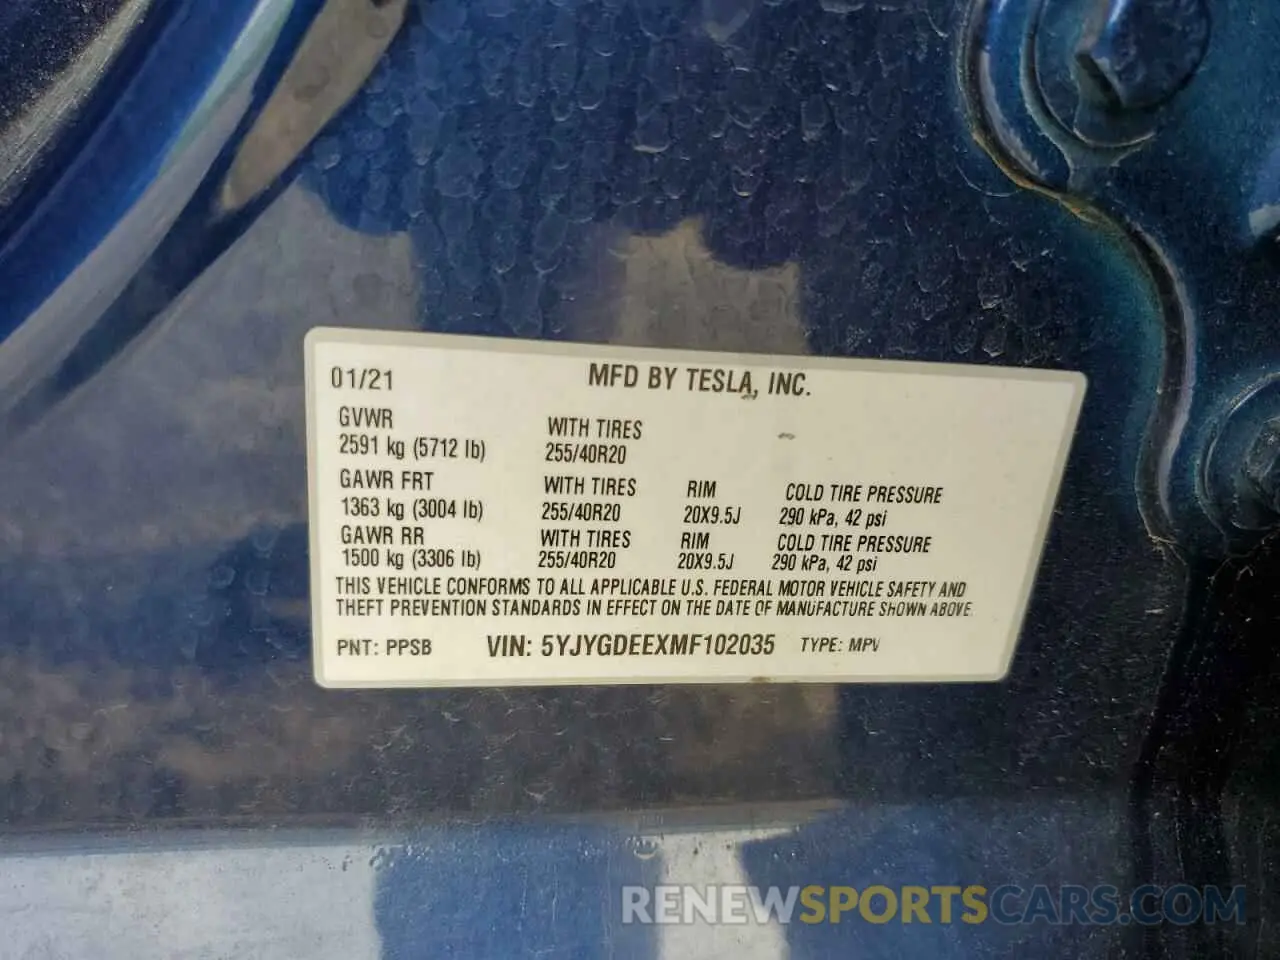 01/21 MFD BY TESLA, INC.
GVWR WITH TIRES
2591 kg (5712 lb) 255/40R20
GAWR FRT WITH TIRES RIM COLD TIRE PRESSURE
1363 kg (3004 lb) 255/40R20 20X9.5J 290 kPa, 42 psi
GAWR RR WITH TIRES RIM COLD TIRE PRESSURE
1500 kg (3306 lb) 255/40R20 20X9.5J 290 kPa, 42 psi
THIS VEHICLE CONFORMS TO ALL APPLICABLE U.S. FEDERAL MOTOR VEHICLE SAFETY AND
THEFT PREVENTION STANDARDS IN EFFECT ON THE DATE OF MANUFACTURE SHOWN ABOVE.
PNT: PPSB VIN: 5YJYGDEEXMF102035 TYPE: MPV
RENEWSPORTSCARS.COM